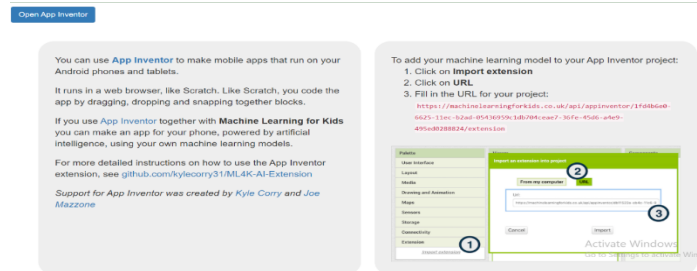 Open App Inventor
You can use App Inventor to make mobile apps that run on your
Android phones and tablets.
It runs in a web browser, like Scratch. Like Scratch, you code the
app by dragging, dropping and snapping together blocks.
If you use App Inventor together with Machine Learning for Kids
you can make an app for your phone, powered by artificial
intelligence, using your own machine learning models.
For more detailed instructions on how to use the App Inventor
extension, see github.com/kylecorry31/ML4K-AI-Extension
Support for App Inventor was created by Kyle Corry and Joe
Mazzone
To add your machine learning model to your App Inventor project:
1. Click on Import extension
2. Click on URL
3. Fill in the URL for your project:
https://machinelearningforkids.co.uk/api/appinventor/1fd4b6e0-
6625-11ec-b2ad-05436959c1db704ceae7-36fe-45d6-a4e9-
495ed0288824/extension
Palette
User Interface
Layout
Media
Drawing and Animation
Maps
Sensors
Storage
Connectivity
Extension
Import extension
1
Import an extension into project
2
From my computer
URL
URL:
3
Cancel
Import
Activate Windows
Go to Settings to activate Win